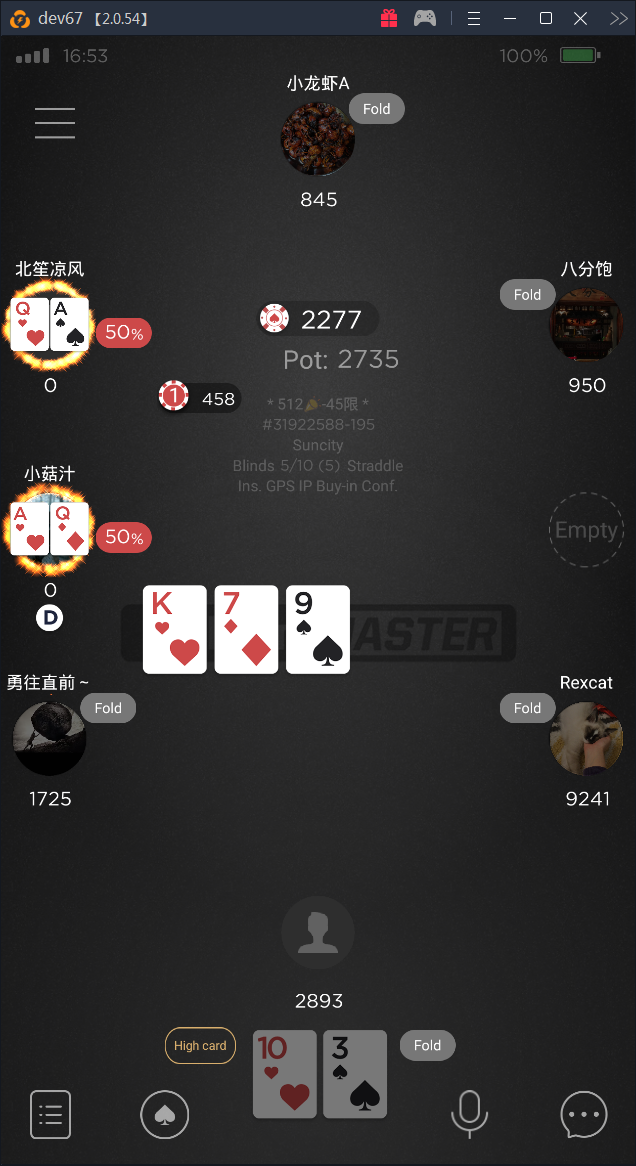 dev67 【2.0.54】
16:53
100%
小龙虾A
Fold
845
北笙凉风
Q A
50%
0
八分饱
Fold
950
2277
Pot: 2735
1 458
* 512 -45限 *
#31922588-195
Suncity
Blinds 5/10 (5) Straddle
Ins. GPS IP Buy-in Conf.
小菇汁
A Q
50%
0
D
Empty
K 7 9
MASTER
勇往直前 ~
Fold
1725
Rexcat
Fold
9241
2893
High card
10 3
Fold